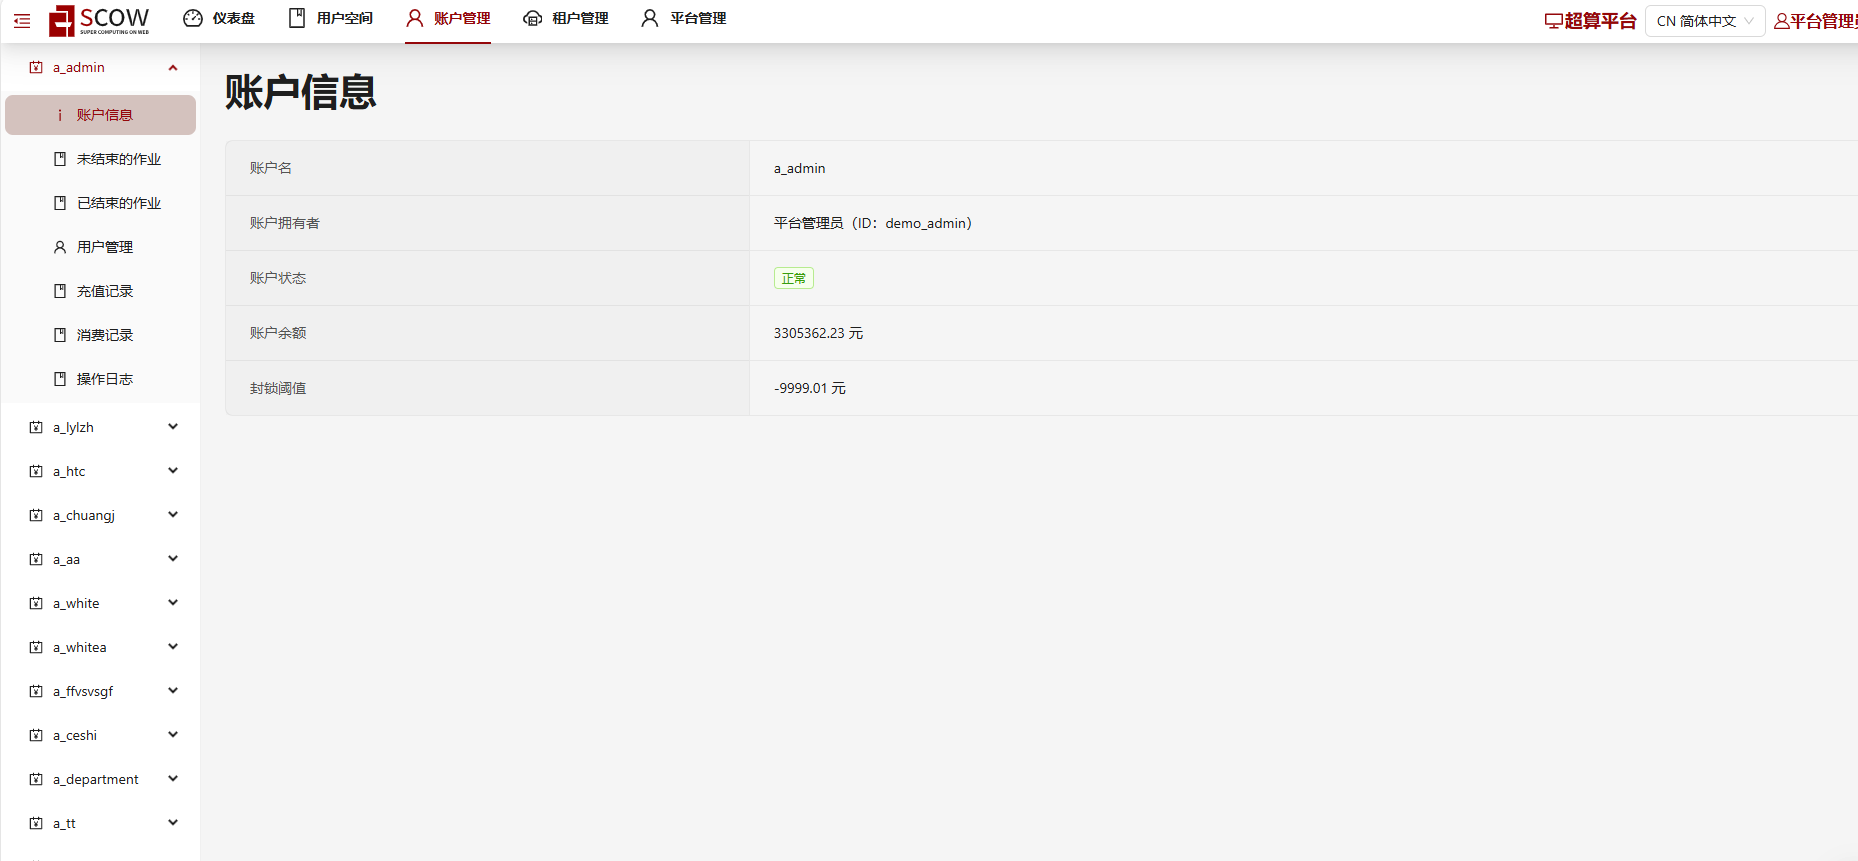 SCOW
SUPER COMPUTING ON WEB
仪表盘
用户空间
账户管理
租户管理
平台管理
超算平台
CN 简体中文
平台管理员
a_admin
账户信息
未结束的作业
已结束的作业
用户管理
充值记录
消费记录
操作日志
a_lylzh
a_htc
a_chuangj
a_aa
a_white
a_whitea
a_ffvsvsgf
a_ceshi
a_department
a_tt
账户信息
账户名 a_admin
账户拥有者 平台管理员（ID：demo_admin）
账户状态 正常
账户余额 3305362.23 元
封锁阈值 -9999.01 元